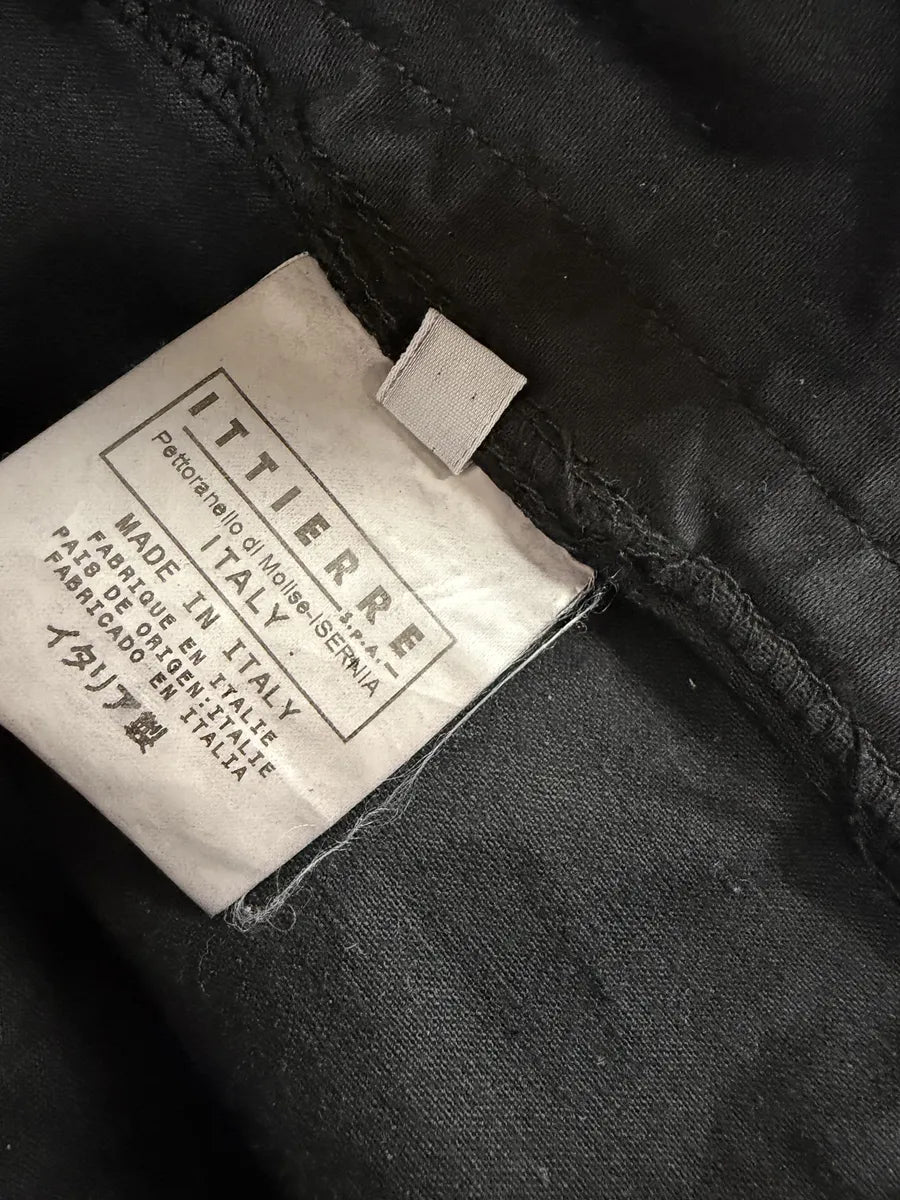 ITTIERRE
S.P.A.
Pettoranello di Molise-ISERNIA
ITALY
MADE IN ITALY
FABRIQUE EN ITALIE
PAIS DE ORIGEN:ITALIE
FABRICADO EN ITALIA
イタリア製